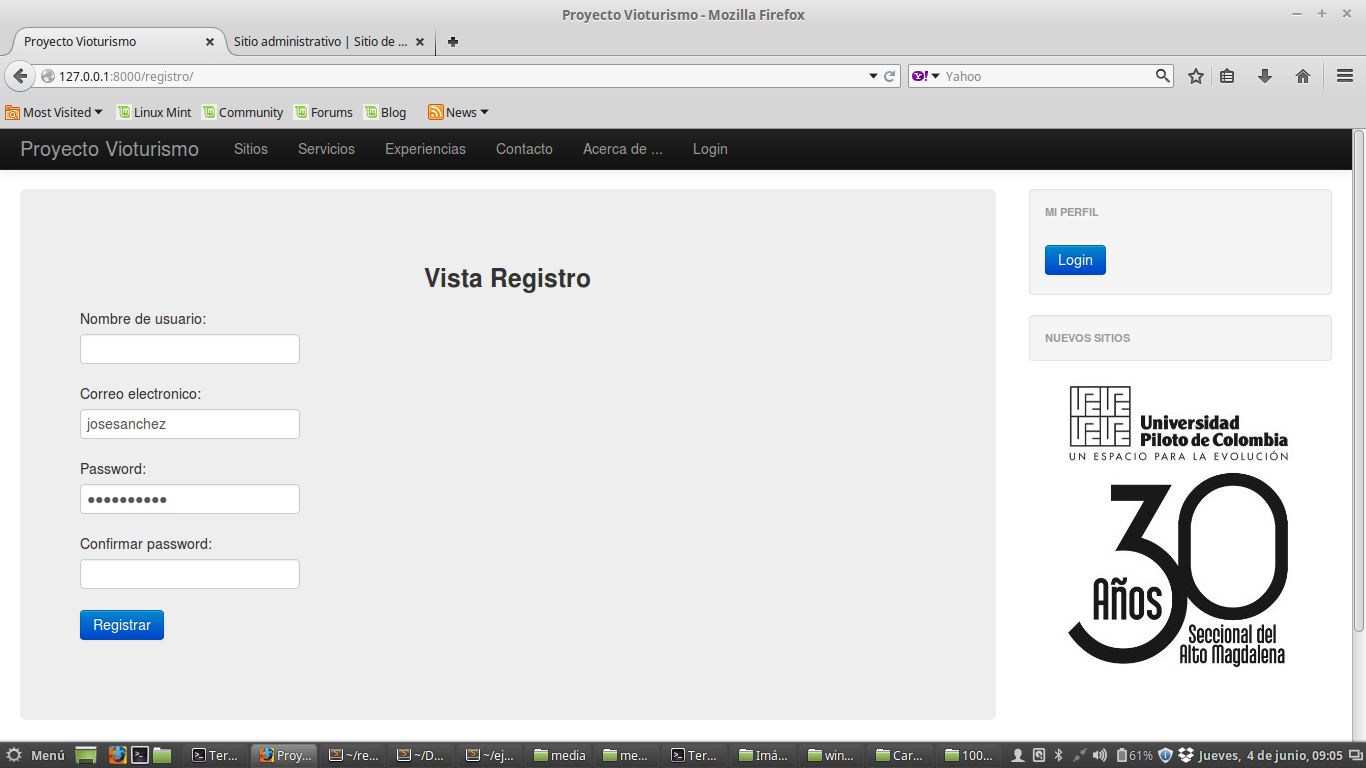 Proyecto Vioturismo - Mozilla Firefox
Proyecto Vioturismo
Sitio administrativo | Sitio de ...
127.0.0.1:8000/registro/
Yahoo
Most Visited
Linux Mint
Community
Forums
Blog
News
Proyecto Vioturismo
Sitios
Servicios
Experiencias
Contacto
Acerca de ...
Login
Vista Registro
Nombre de usuario:
Correo electronico:
josesanchez
Password:
●●●●●●●●●●
Confirmar password:
Registrar
MI PERFIL
Login
NUEVOS SITIOS
Universidad
Piloto de Colombia
UN ESPACIO PARA LA EVOLUCIÓN
30
Años
Seccional del
Alto Magdalena
Menú
Ter...
Proy...
~/re...
~/D...
~/ej...
media
me...
Ter...
Imá...
win...
Car...
100...
61%
Jueves, 4 de junio, 09:05